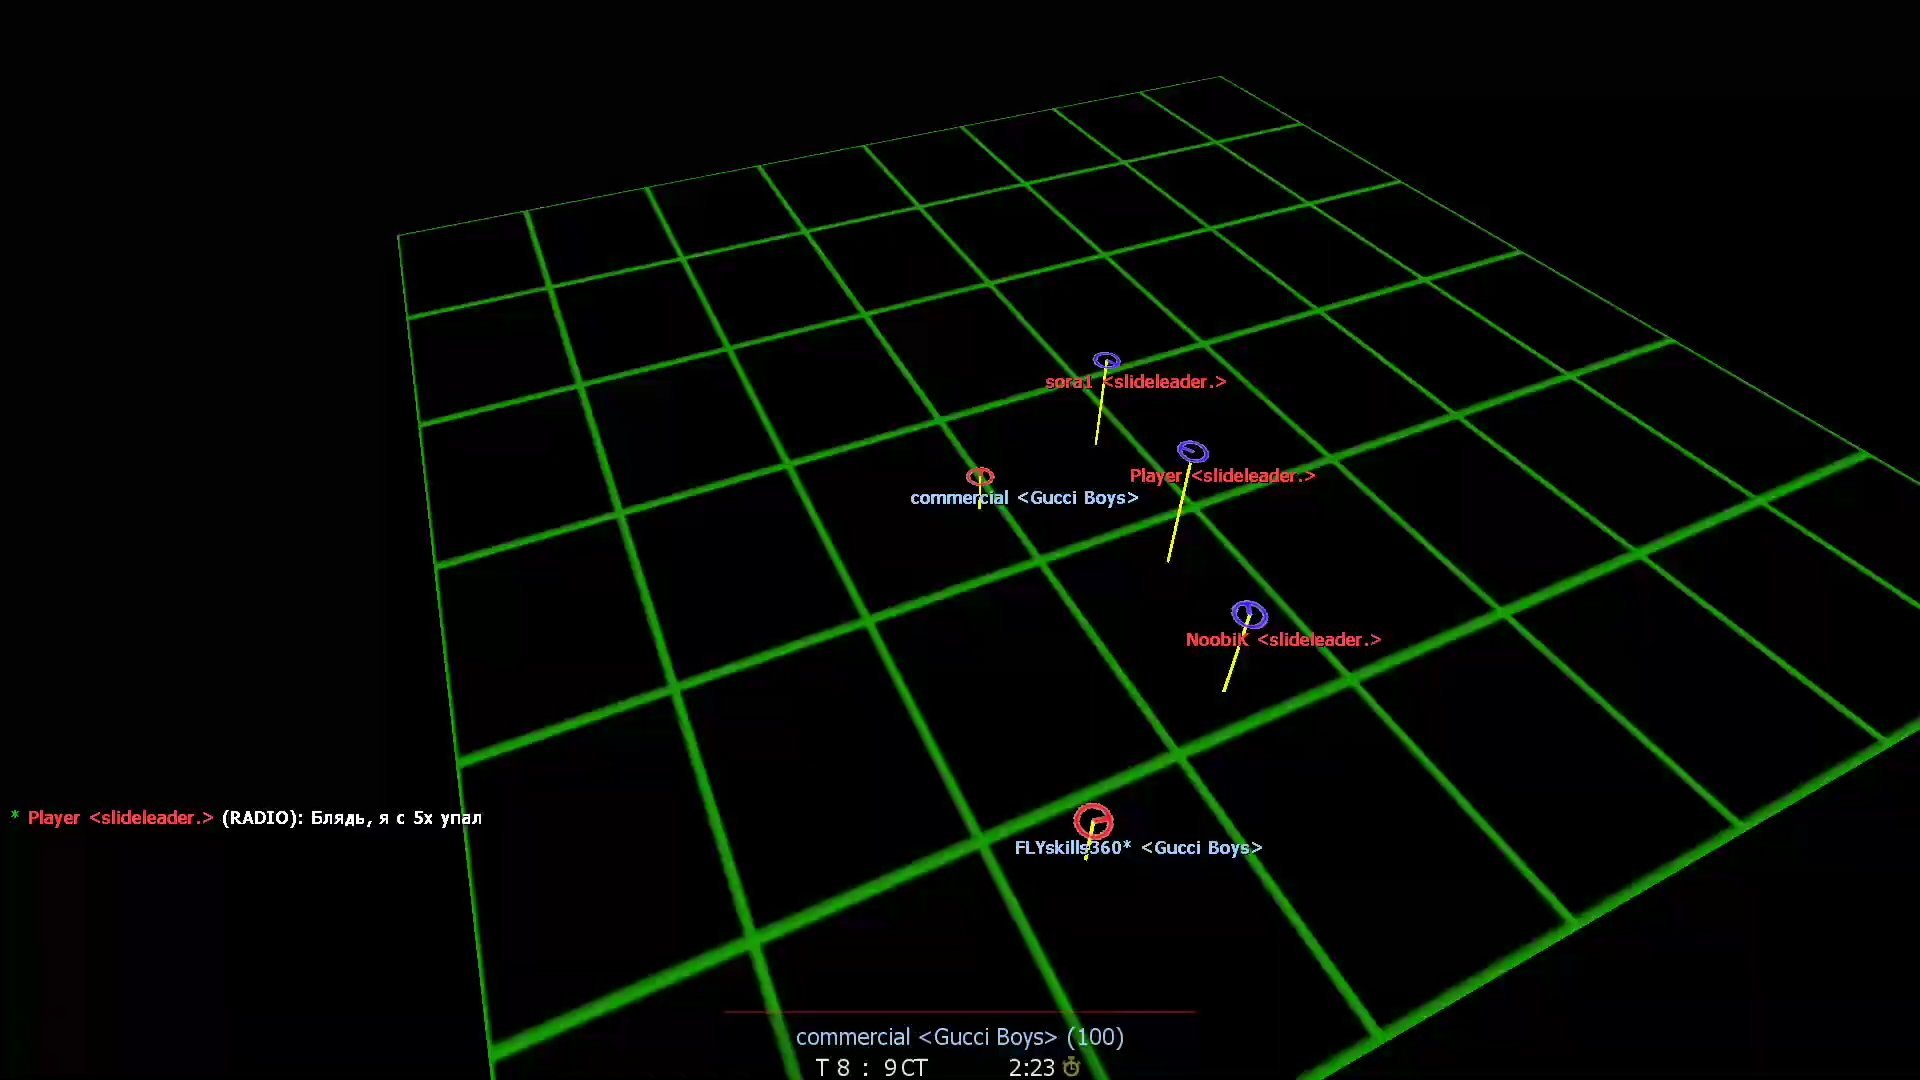 sora1 <slideleader.>
Player <slideleader.>
commercial <Gucci Boys>
NoobiK <slideleader.>
* Player <slideleader.> (RADIO): Блядь, я с 5х упал
FLYskills360* <Gucci Boys>
commercial <Gucci Boys> (100)
T 8 : 9 CT 2:23